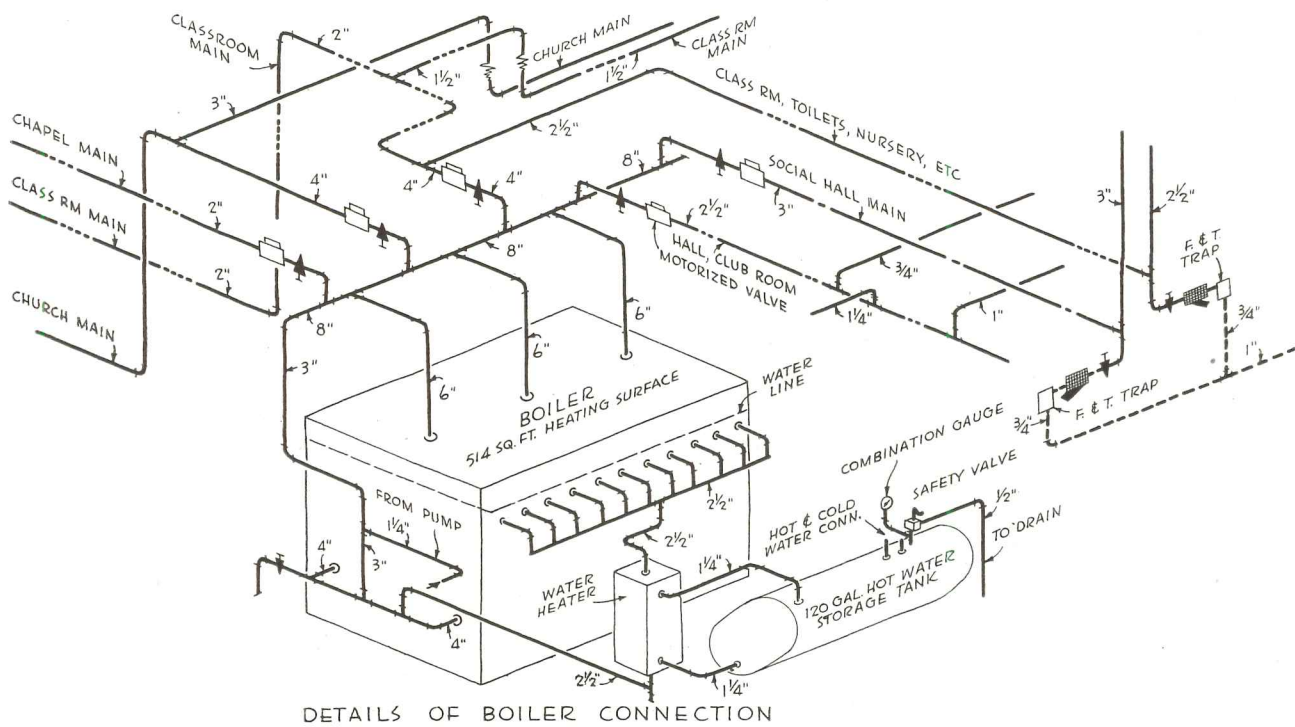 CLASSROOM
MAIN
2"
1½"
CHURCH MAIN
CLASS RM
MAIN
1½"
3"
2½"
CLASS RM, TOILETS, NURSERY, ETC
CHAPEL MAIN
4"
4"
4"
8"
SOCIAL HALL MAIN
3"
3"
2½"
CLASS RM MAIN
2"
2½"
HALL, CLUB ROOM
MOTORIZED VALVE
F. & T.
TRAP
2"
8"
¾"
¾"
CHURCH MAIN
8"
6"
6"
6"
1¼"
1"
1"
3"
BOILER
514 SQ. FT. HEATING SURFACE
WATER
LINE
F. & T. TRAP
¾"
COMBINATION GAUGE
SAFETY VALVE
FROM PUMP
1¼"
2½"
HOT & COLD
WATER CONN.
½"
TO DRAIN
4"
3"
2½"
1¼"
WATER
HEATER
120 GAL. HOT WATER
STORAGE TANK
4"
2½"
1¼"
DETAILS OF BOILER CONNECTION